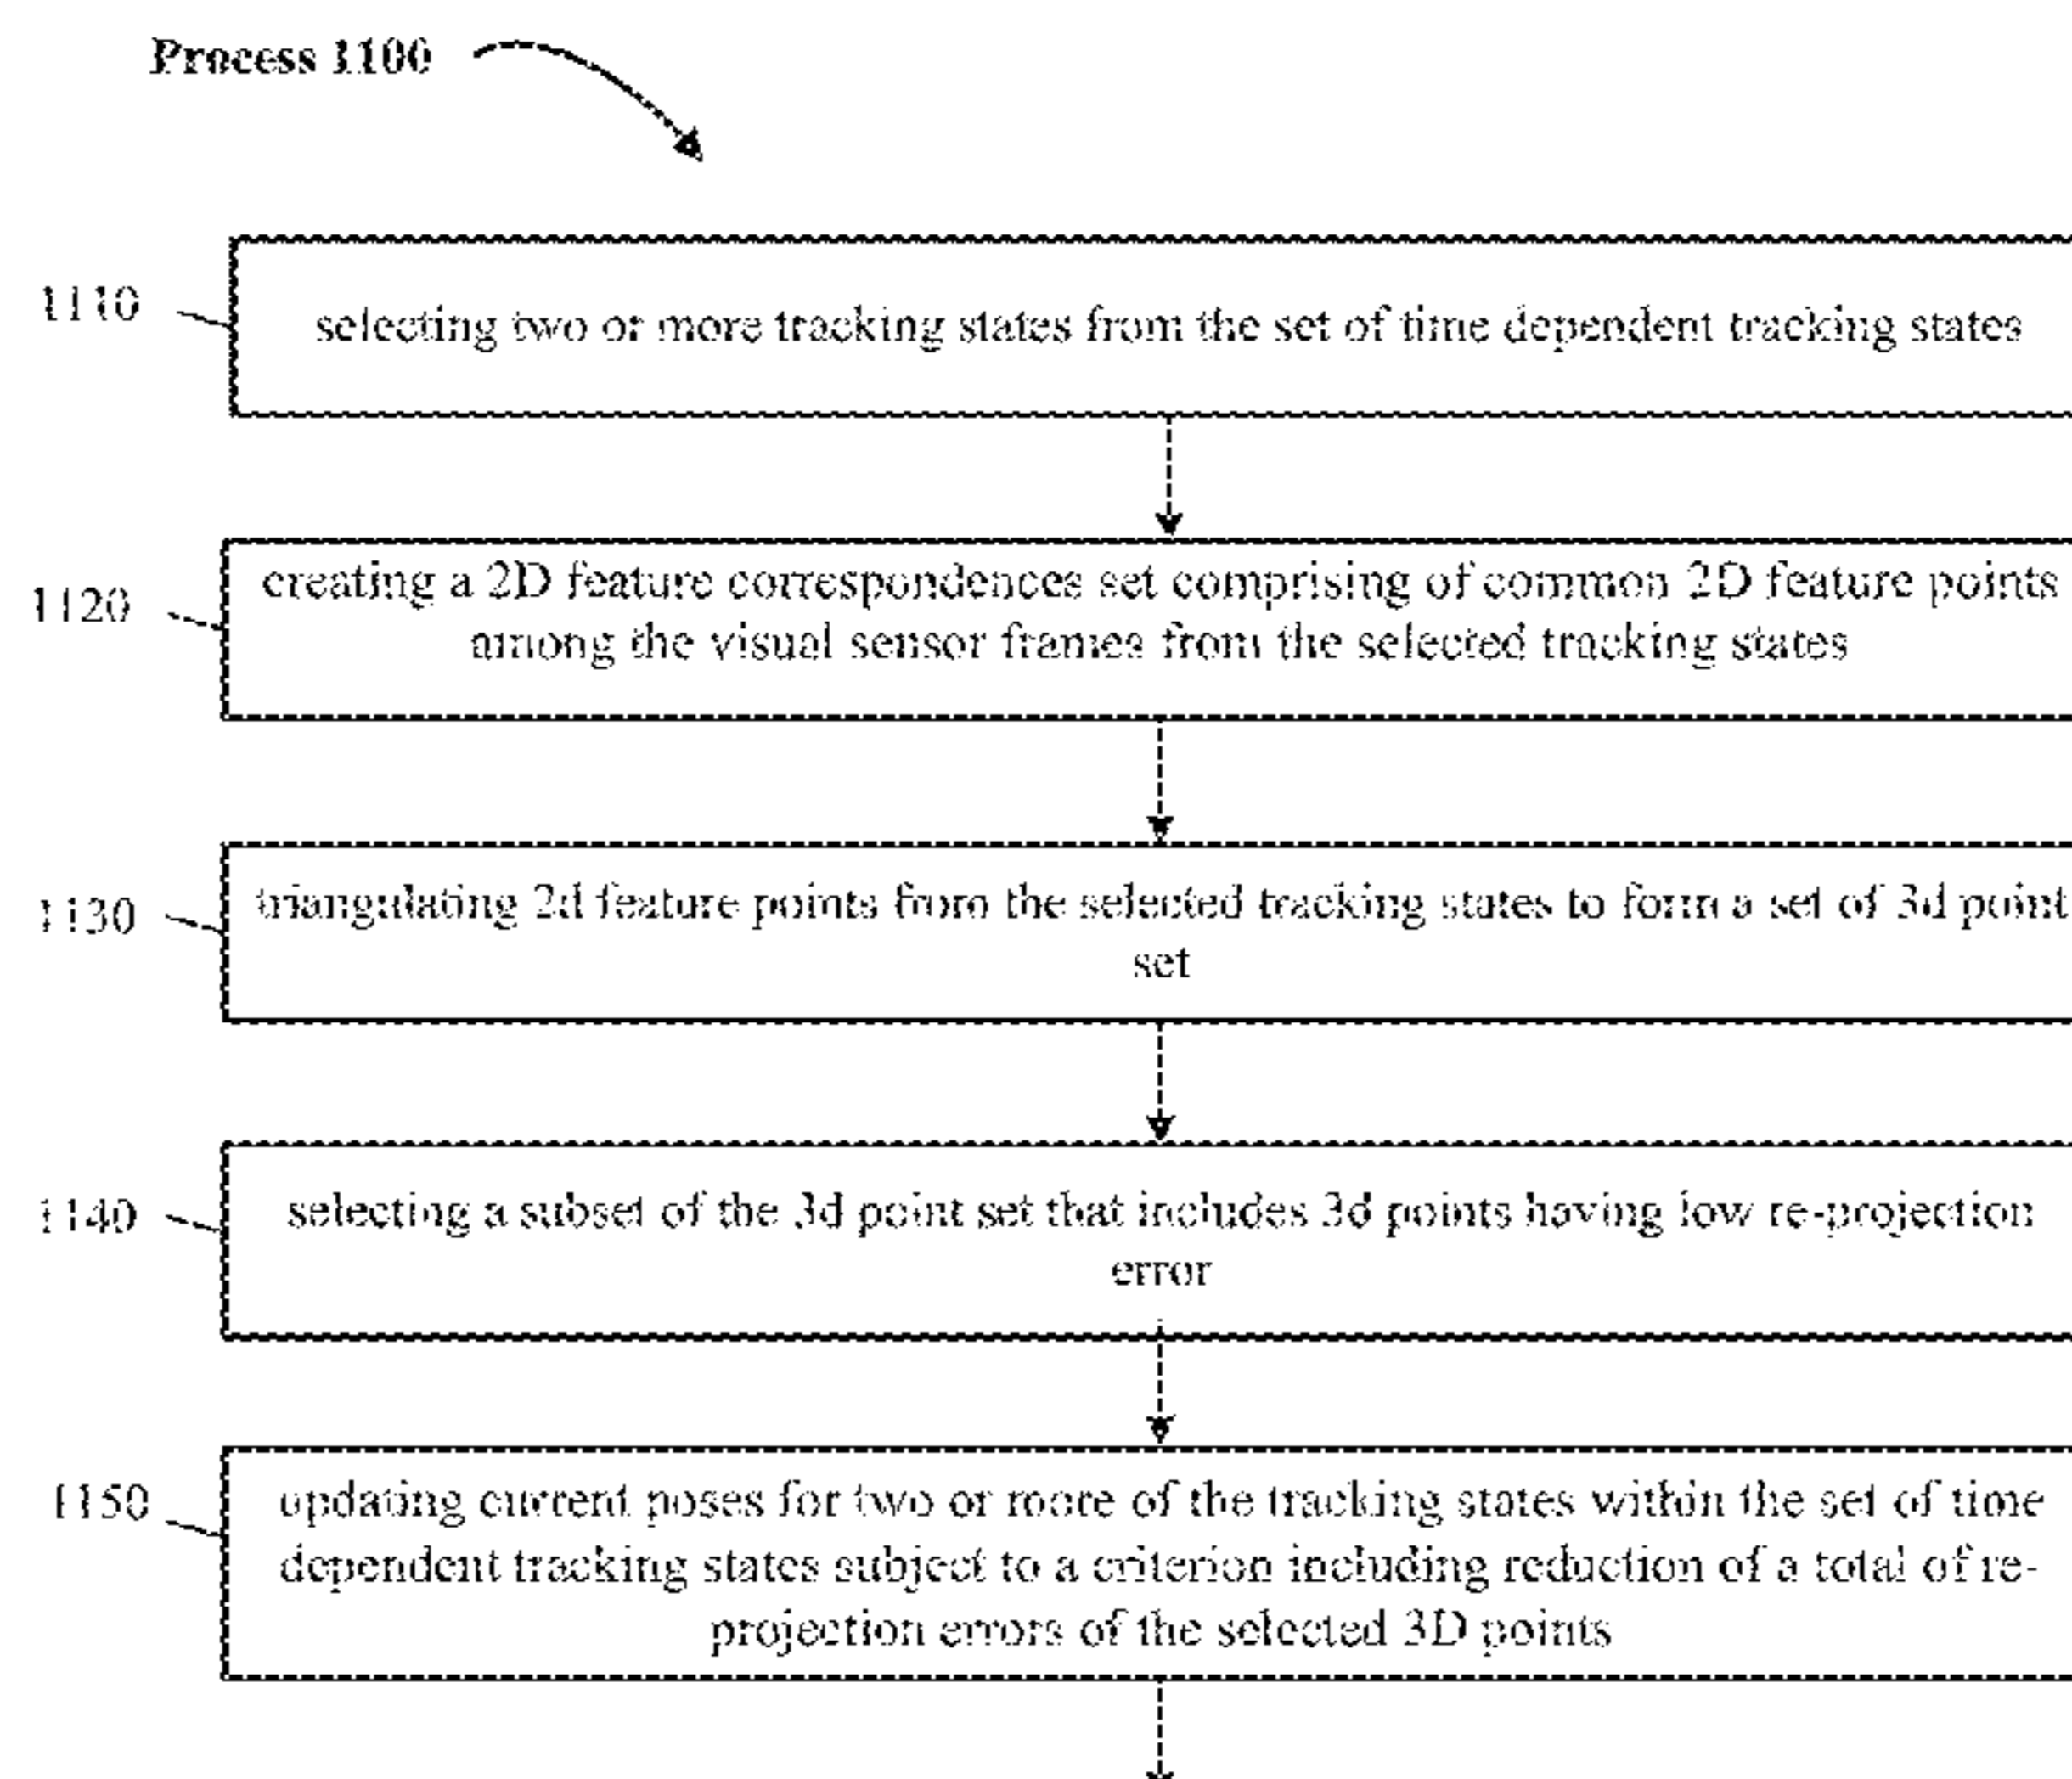 Process 1100
1110
selecting two or more tracking states from the set of time dependent tracking states
1120
creating a 2D feature correspondences set comprising of common 2D feature points
among the visual sensor frames from the selected tracking states
1130
triangulating 2d feature points from the selected tracking states to form a set of 3d point
set
1140
selecting a subset of the 3d point set that includes 3d points having low re-projection
error
1150
updating current poses for two or more of the tracking states within the set of time
dependent tracking states subject to a criterion including reduction of a total of re-
projection errors of the selected 3D points